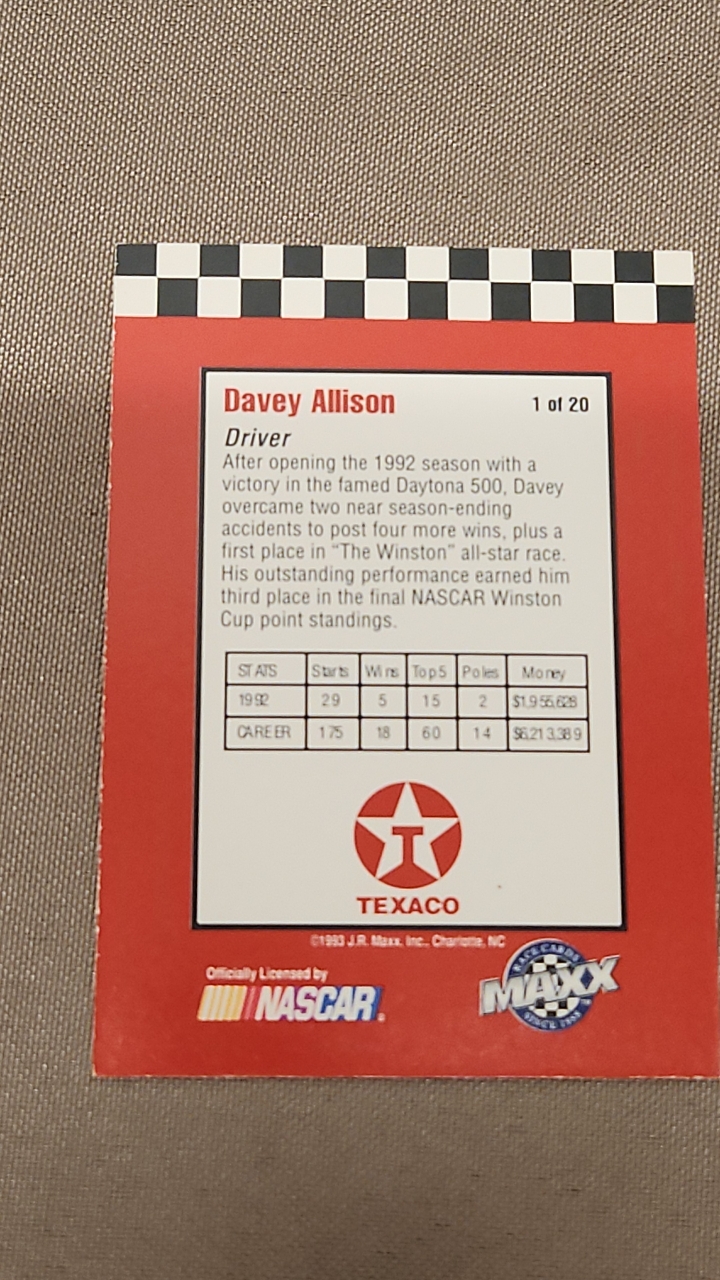 Davey Allison 1 of 20
Driver
After opening the 1992 season with a
victory in the famed Daytona 500, Davey
overcame two near season-ending
accidents to post four more wins, plus a
first place in "The Winston" all-star race.
His outstanding performance earned him
third place in the final NASCAR Winston
Cup point standings.
STATS Starts Wins Top5 Poles Money
1992 29 5 15 2 $1,955,628
CAREER 175 18 60 14 $6,213,389
T
TEXACO
©1993 J.R. Maxx, Inc., Charlotte, NC
Officially Licensed by
NASCAR
RACE CARDS
MAXX
SINCE 1988